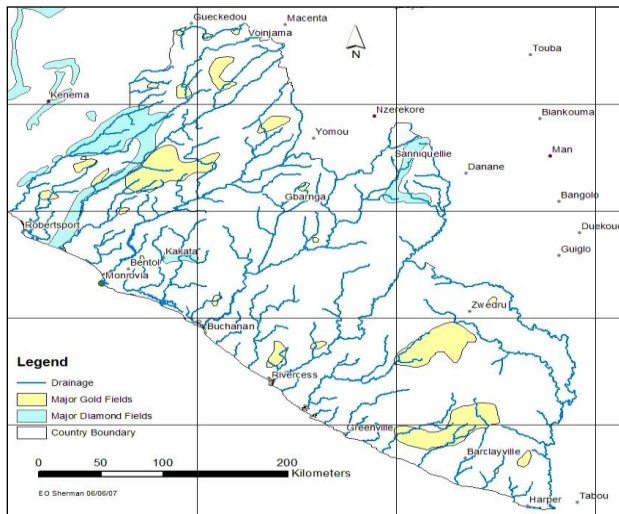 Gueckedou
Macenta
Voinjama
N
Touba
Kenema
Nzerekore
Biankouma
Yomou
Man
Sanniquellie
Danane
Gbarnga
Bangolo
Robertsport
Duekoue
Guiglo
Kakata
Bentol
Monrovia
Zwedru
Buchanan
Legend
Drainage
Major Gold Fields
Major Diamond Fields
Country Boundary
Rivercess
Greenville
Barclayville
0 50 100 200
Kilometers
EO Sherman 06/06/07
Harper
Tabou